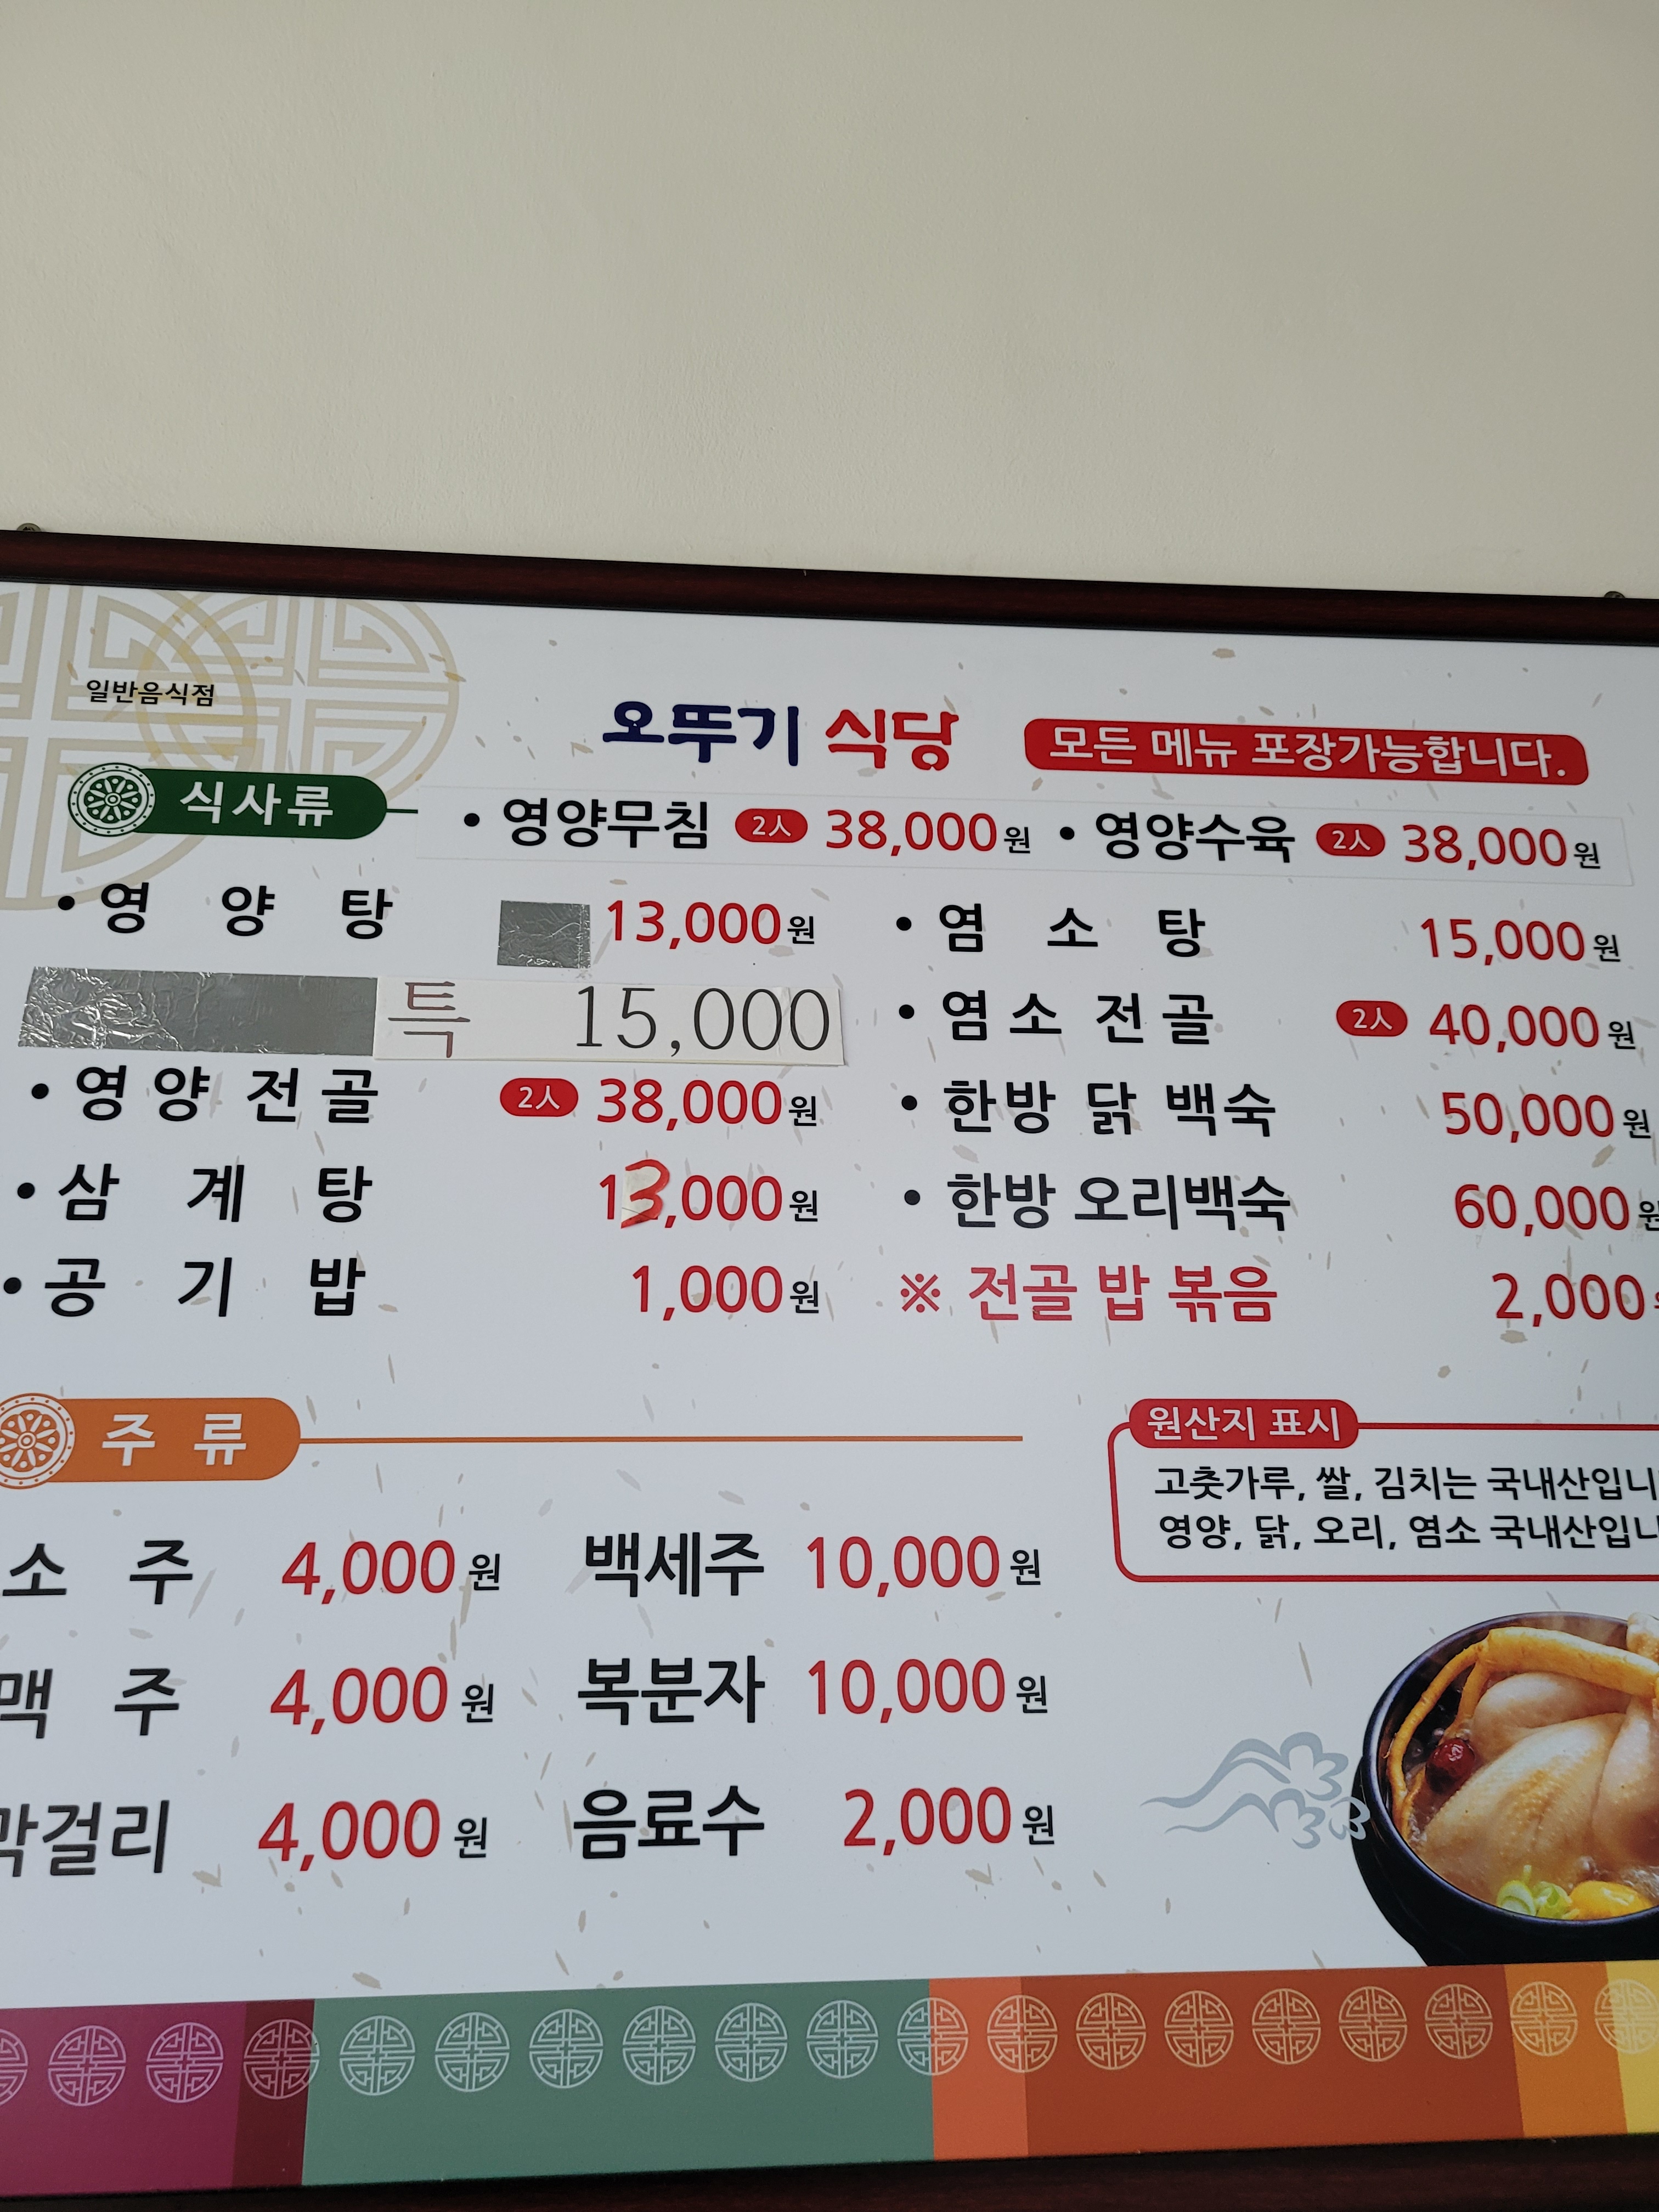 일반음식점
오뚜기 식당 모든 메뉴 포장가능합니다.
식사류
• 영양무침 2人 38,000원 • 영양수육 2人 38,000원
• 영 양 탕 13,000원
특 15,000
• 영양 전골 2人 38,000원
• 삼 계 탕 13,000원
• 공 기 밥 1,000원
• 염 소 탕 15,000원
• 염소 전골 2人 40,000원
• 한방 닭 백숙 50,000원
• 한방 오리백숙 60,000원
※ 전골 밥 볶음 2,000
주 류
소 주 4,000원
맥 주 4,000원
막걸리 4,000원
백세주 10,000원
복분자 10,000원
음료수 2,000원
원산지 표시
고춧가루, 쌀, 김치는 국내산입니
영양, 닭, 오리, 염소 국내산입니